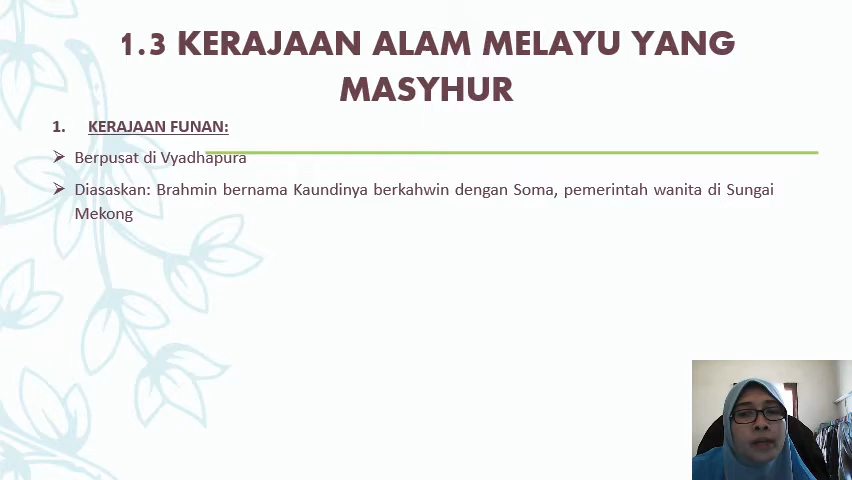 1.3 KERAJAAN ALAM MELAYU YANG
MASYHUR
1. KERAJAAN FUNAN:
➢ Berpusat di Vyadhapura
➢ Diasaskan: Brahmin bernama Kaundinya berkahwin dengan Soma, pemerintah wanita di Sungai
Mekong